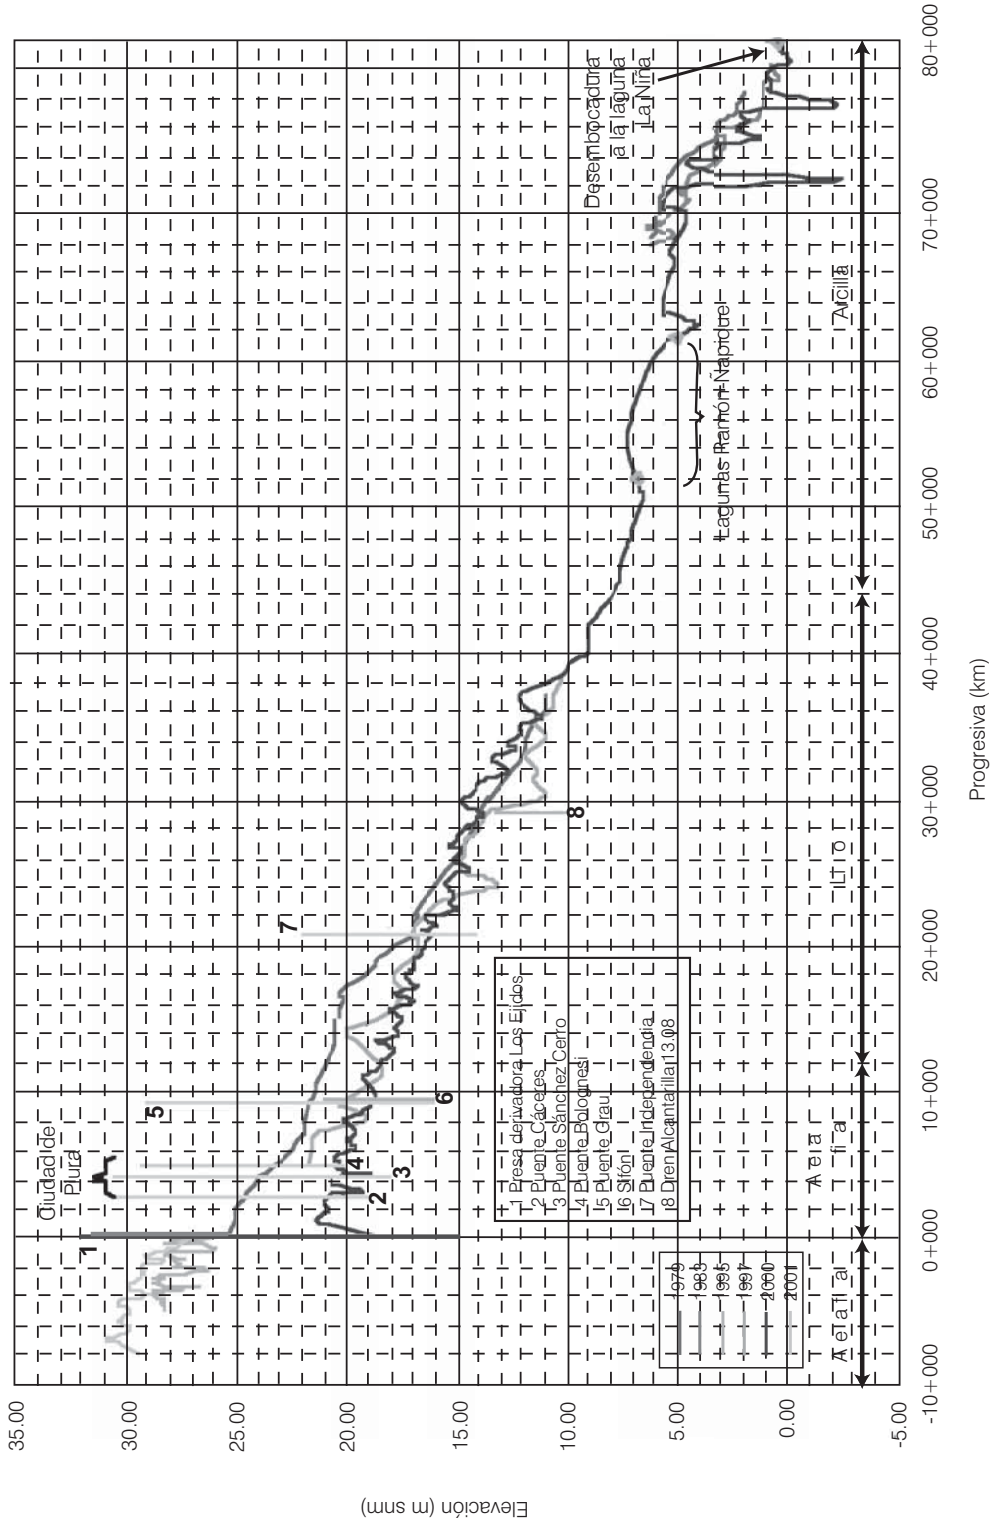 35.00
30.00
25.00
20.00
15.00
10.00
5.00
0.00
-5.00
Elevación (m snm)
-10+000
0+000
10+000
20+000
30+000
40+000
50+000
60+000
70+000
80+000
Progresiva (km)
Ciudad de
Piura
1
2
3
4
5
6
7
8
1 Presa derivadora Los Ejidos
2 Puente Cáceres
3 Puente Sánchez Cerro
4 Puente Bolognesi
5 Puente Grau
6 Sifón
7 Puente Independencia
8 Dren Alcantarilla 13.08
1979
1983
1995
1997
2000
2001
Arcilla
Lagunas Ramón-Ñapique
Desembocadura
a la laguna
La Niña